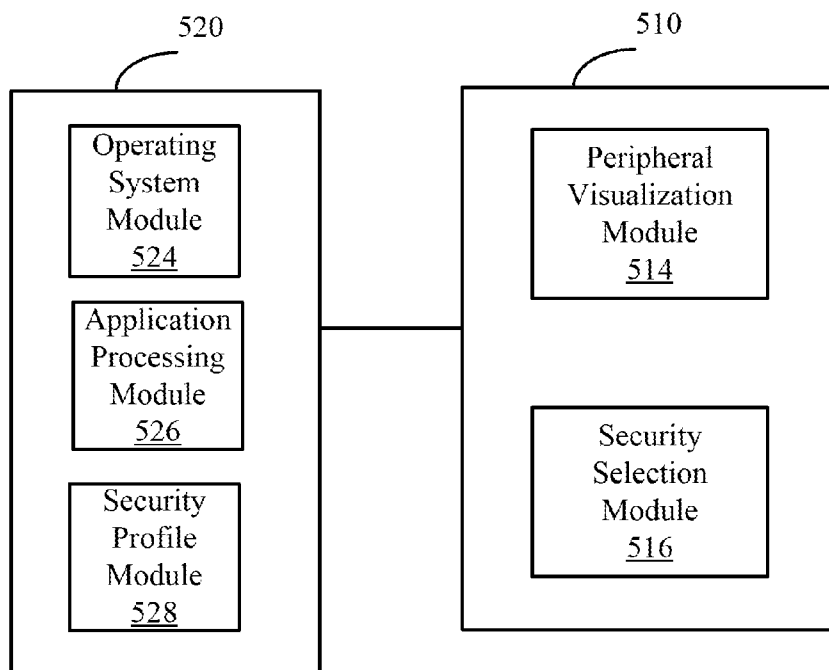 520
Operating
System
Module
524
Application
Processing
Module
526
Security
Profile
Module
528
510
Peripheral
Visualization
Module
514
Security
Selection
Module
516